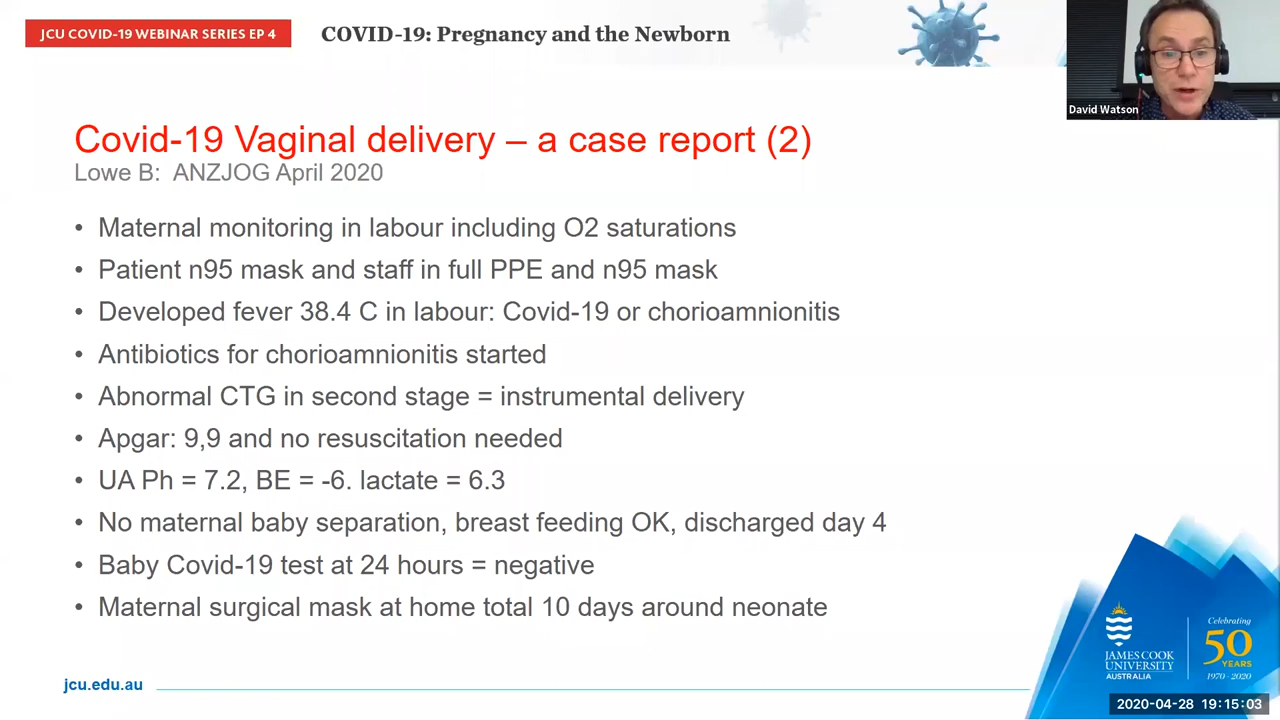 JCU COVID-19 WEBINAR SERIES EP 4
COVID-19: Pregnancy and the Newborn
David Watson
Covid-19 Vaginal delivery – a case report (2)
Lowe B:  ANZJOG April 2020
• Maternal monitoring in labour including O2 saturations
• Patient n95 mask and staff in full PPE and n95 mask
• Developed fever 38.4 C in labour: Covid-19 or chorioamnionitis
• Antibiotics for chorioamnionitis started
• Abnormal CTG in second stage = instrumental delivery
• Apgar: 9,9 and no resuscitation needed
• UA Ph = 7.2, BE = -6. lactate = 6.3
• No maternal baby separation, breast feeding OK, discharged day 4
• Baby Covid-19 test at 24 hours = negative
• Maternal surgical mask at home total 10 days around neonate
jcu.edu.au
JAMES COOK
UNIVERSITY
AUSTRALIA
Celebrating
50
YEARS
1970 - 2020
2020-04-28 19:15:03